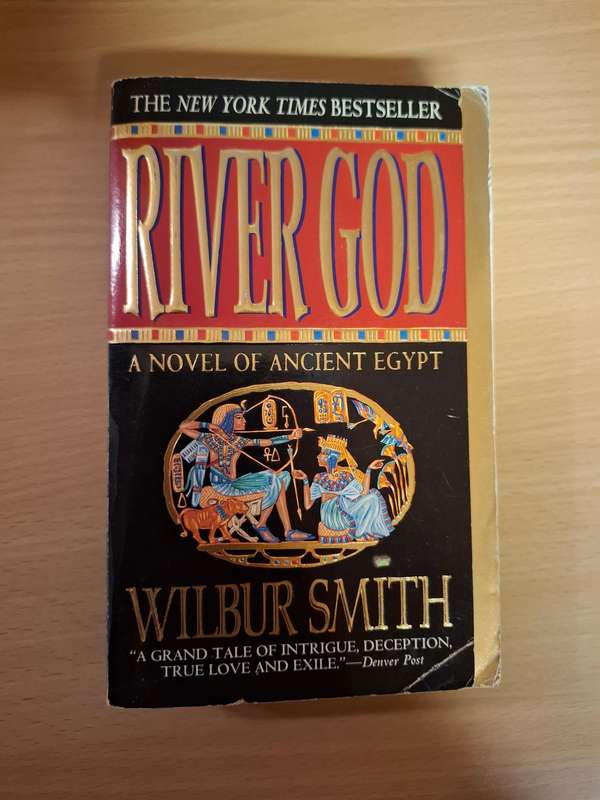 THE NEW YORK TIMES BESTSELLER
RIVER GOD
A NOVEL OF ANCIENT EGYPT
WILBUR SMITH
“A GRAND TALE OF INTRIGUE, DECEPTION,
TRUE LOVE AND EXILE.”—Denver Post